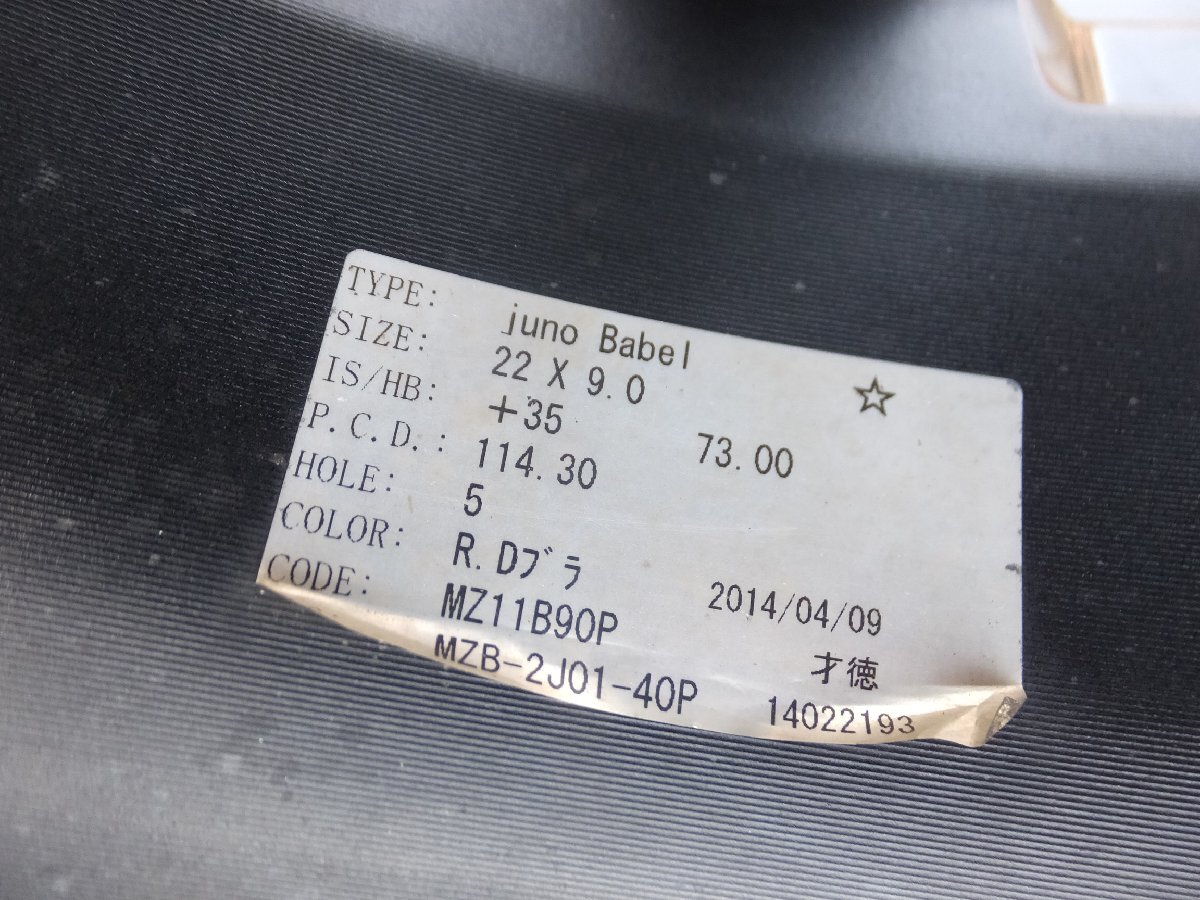 TYPE: juno Babel
SIZE: 22 X 9.0 ☆
IS/HB: +35 73.00
P.C.D.: 114.30
HOLE: 5
COLOR: R.Dブラ 2014/04/09
CODE: MZ11B90P 才徳
MZB-2J01-40P 14022193